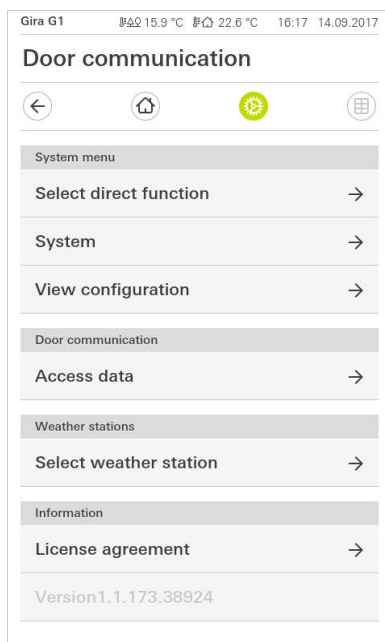 Gira G1 15.9 °C 22.6 °C 16:17 14.09.2017
Door communication
System menu
Select direct function
System
View configuration
Door communication
Access data
Weather stations
Select weather station
Information
License agreement
Version1.1.173.38924